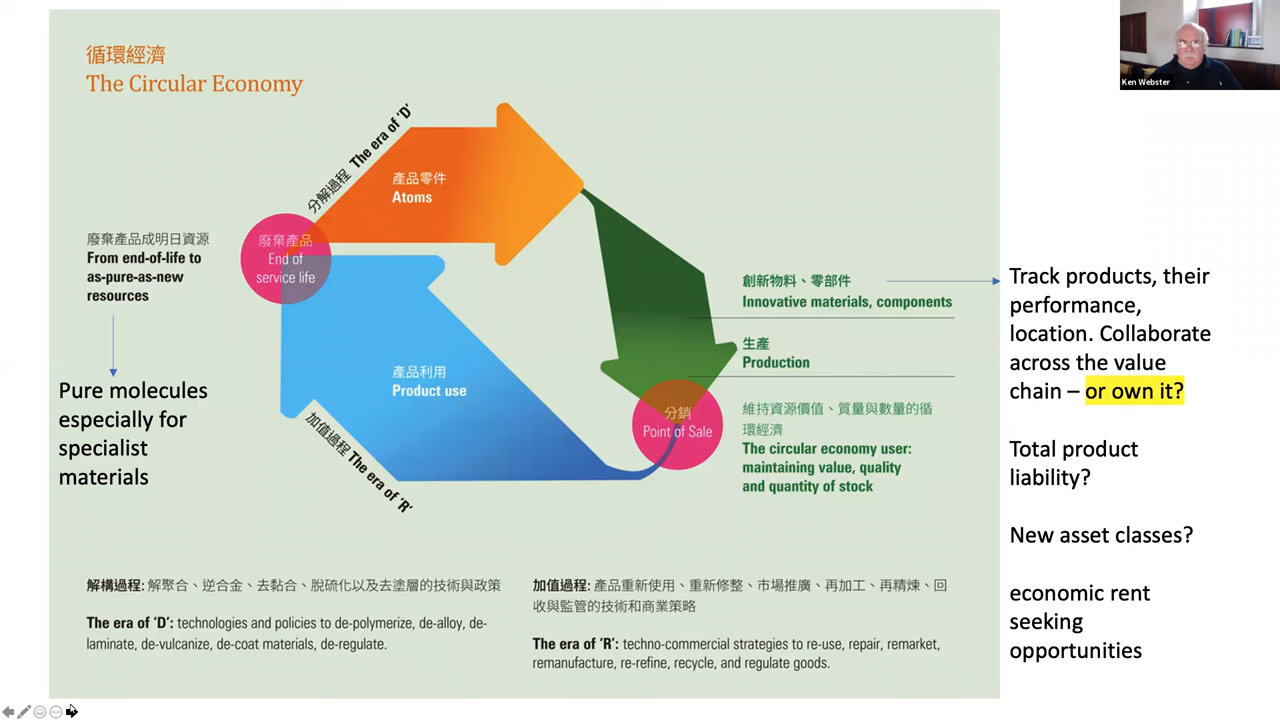 循環經濟
The Circular Economy
Ken Webster
分解過程 The era of 'D'
產品零件
Atoms
廢棄產品成明日資源
From end-of-life to
as-pure-as-new
resources
廢棄產品
End of
service life
Pure molecules
especially for
specialist
materials
產品利用
Product use
加值過程 The era of 'R'
創新物料、零部件
Innovative materials, components
生產
Production
分銷
Point of Sale
維持資源價值、質量與數量的循
環經濟
The circular economy user:
maintaining value, quality
and quantity of stock
Track products, their
performance,
location. Collaborate
across the value
chain – or own it?
Total product
liability?
New asset classes?
economic rent
seeking
opportunities
解構過程: 解聚合、逆合金、去黏合、脫硫化以及去塗層的技術與政策
The era of 'D': technologies and policies to de-polymerize, de-alloy, de-
laminate, de-vulcanize, de-coat materials, de-regulate.
加值過程: 產品重新使用、重新修整、市場推廣、再加工、再精煉、回
收與監管的技術和商業策略
The era of 'R': techno-commercial strategies to re-use, repair, remarket,
remanufacture, re-refine, recycle, and regulate goods.